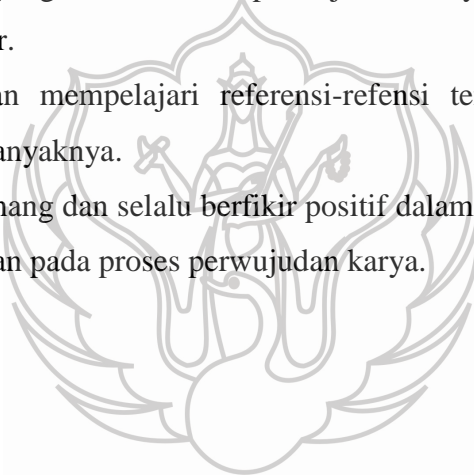 r.
an mempelajari referensi-refensi te
anyaknya.
nang dan selalu berfikir positif dalam
an pada proses perwujudan karya.